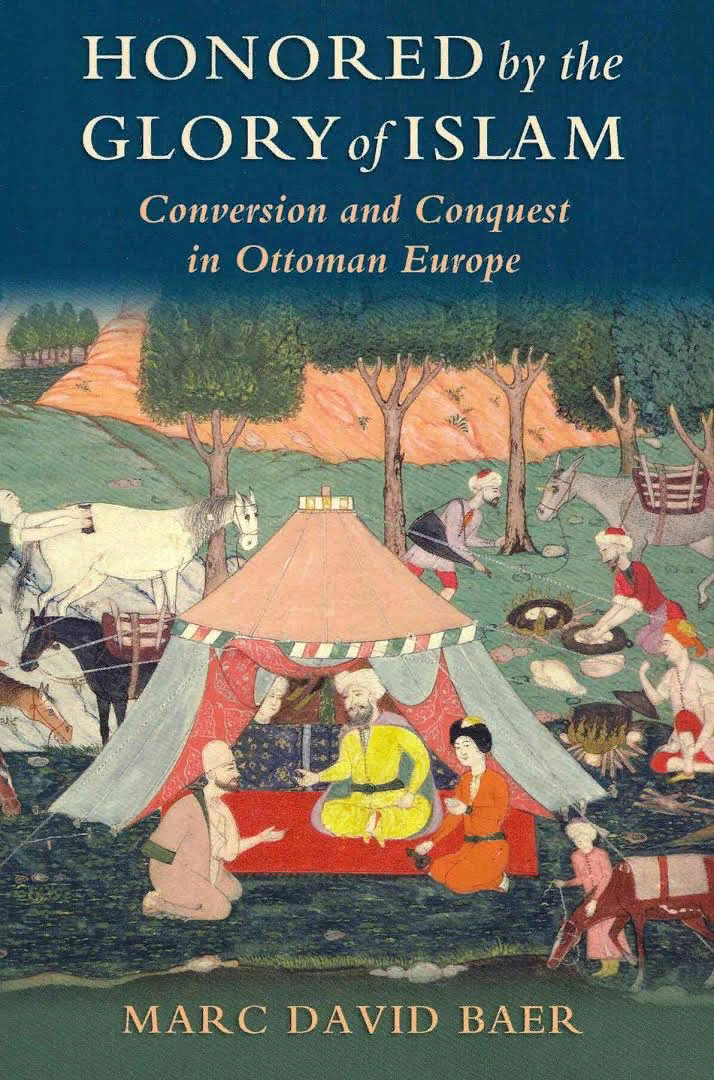 HONORED by the
GLORY of ISLAM
Conversion and Conquest
in Ottoman Europe
MARC DAVID BAER